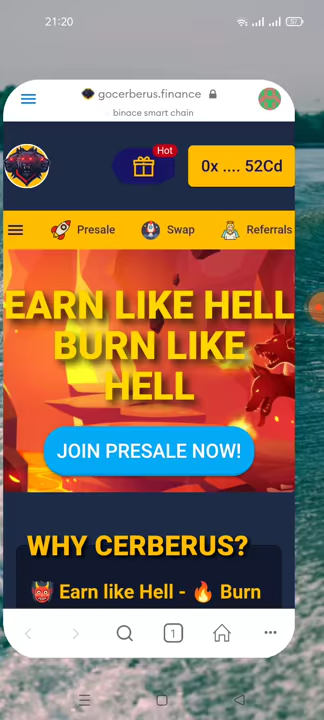 21:20
gocerberus.finance
binace smart chain
Hot
0x .... 52Cd
Presale
Swap
Referrals
EARN LIKE HELL
BURN LIKE
HELL
JOIN PRESALE NOW!
WHY CERBERUS?
Earn like Hell - Burn
1